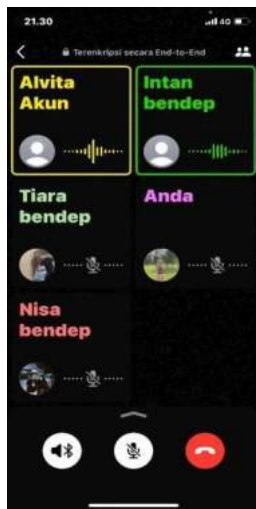 21.30
4G
Terenkripsi secara End-to-End
Alvita
Akun
Intan
bendep
Tiara
bendep
Anda
Nisa
bendep